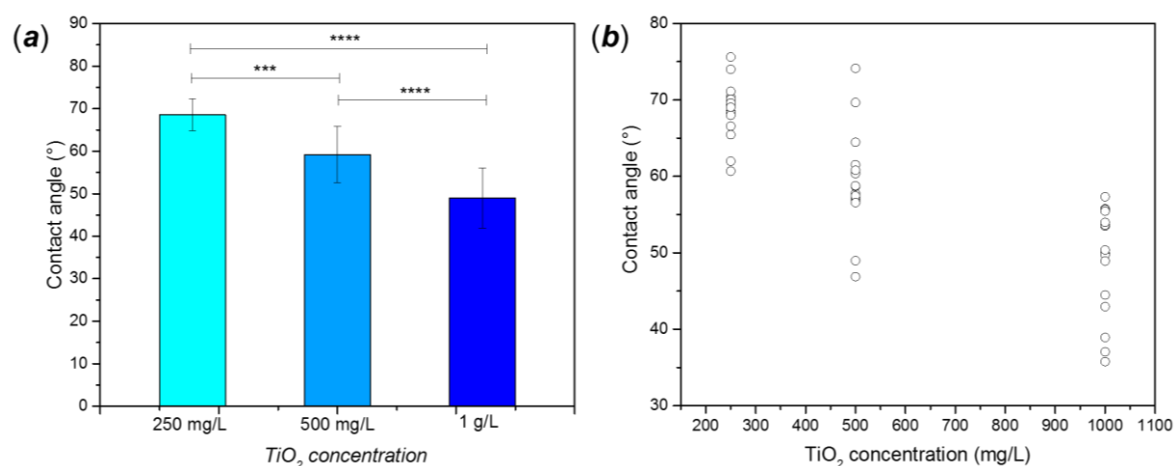 (a)
90
80
70
60
50
40
30
20
10
0
Contact angle (°)
****
***
****
250 mg/L 500 mg/L 1 g/L
TiO₂ concentration
(b)
80
70
60
50
40
30
Contact angle (°)
200 300 400 500 600 700 800 900 1000 1100
TiO₂ concentration (mg/L)